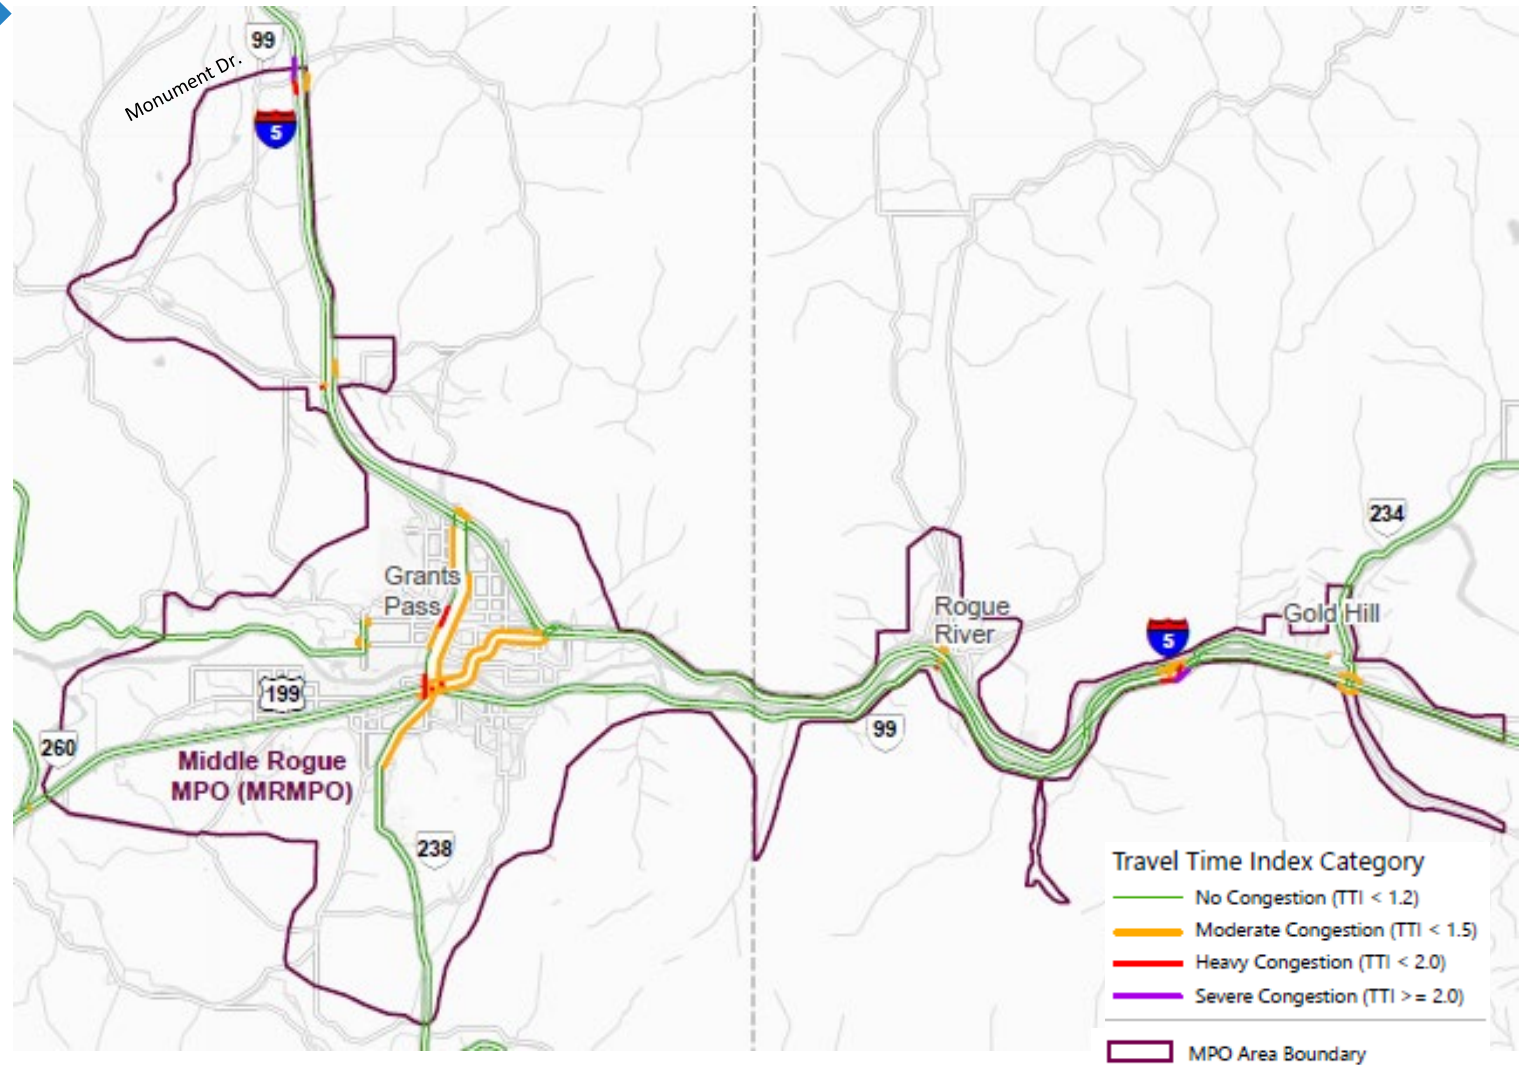 99
Monument Dr.
5
234
Grants
Pass
Rogue
River
Gold Hill
5
199
99
260
Middle Rogue
MPO (MRMPO)
238
Travel Time Index Category
No Congestion (TTI < 1.2)
Moderate Congestion (TTI < 1.5)
Heavy Congestion (TTI < 2.0)
Severe Congestion (TTI >= 2.0)
MPO Area Boundary